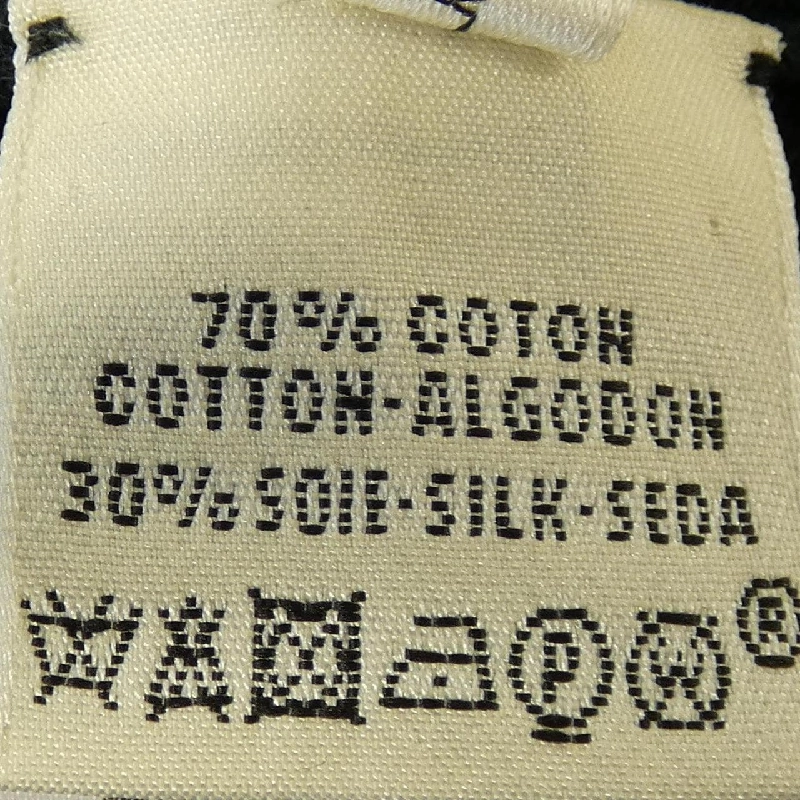 70% COTON
COTTON-ALGODON
30% SOIE-SILK-SEDA
P W ®